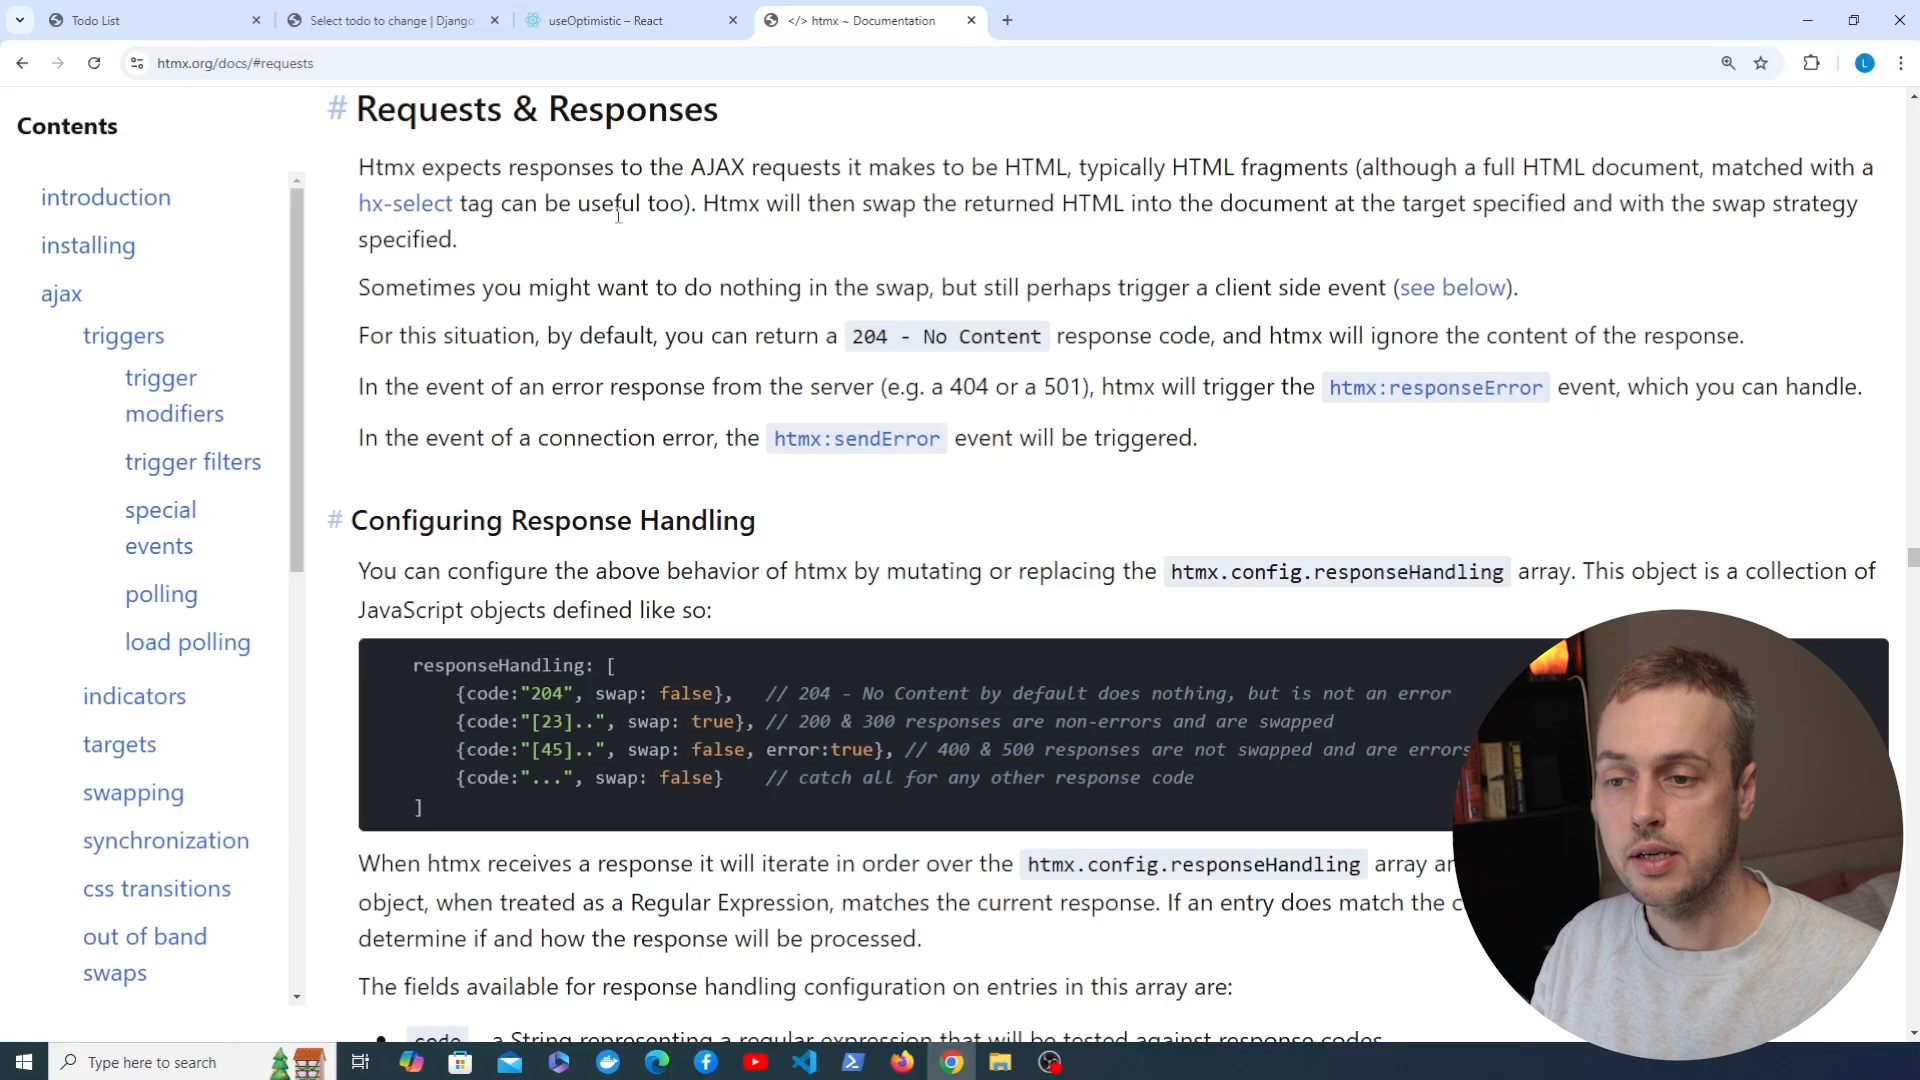 Todo List
Select todo to change | Django
useOptimistic – React
</> htmx ~ Documentation
htmx.org/docs/#requests
L
Contents
introduction
installing
ajax
triggers
trigger
modifiers
trigger filters
special
events
polling
load polling
indicators
targets
swapping
synchronization
css transitions
out of band
swaps
# Requests & Responses
Htmx expects responses to the AJAX requests it makes to be HTML, typically HTML fragments (although a full HTML document, matched with a
hx-select tag can be useful too). Htmx will then swap the returned HTML into the document at the target specified and with the swap strategy
specified.
Sometimes you might want to do nothing in the swap, but still perhaps trigger a client side event (see below).
For this situation, by default, you can return a 204 - No Content response code, and htmx will ignore the content of the response.
In the event of an error response from the server (e.g. a 404 or a 501), htmx will trigger the htmx:responseError event, which you can handle.
In the event of a connection error, the htmx:sendError event will be triggered.
# Configuring Response Handling
You can configure the above behavior of htmx by mutating or replacing the htmx.config.responseHandling array. This object is a collection of
JavaScript objects defined like so:
responseHandling: [
{code:"204", swap: false}, // 204 - No Content by default does nothing, but is not an error
{code:"[23]..", swap: true}, // 200 & 300 responses are non-errors and are swapped
{code:"[45]..", swap: false, error:true}, // 400 & 500 responses are not swapped and are errors
{code:"...", swap: false} // catch all for any other response code
]
When htmx receives a response it will iterate in order over the htmx.config.responseHandling array
object, when treated as a Regular Expression, matches the current response. If an entry does match the
determine if and how the response will be processed.
The fields available for response handling configuration on entries in this array are:
code - a String representing a regular expression that will be tested against response codes.
Type here to search